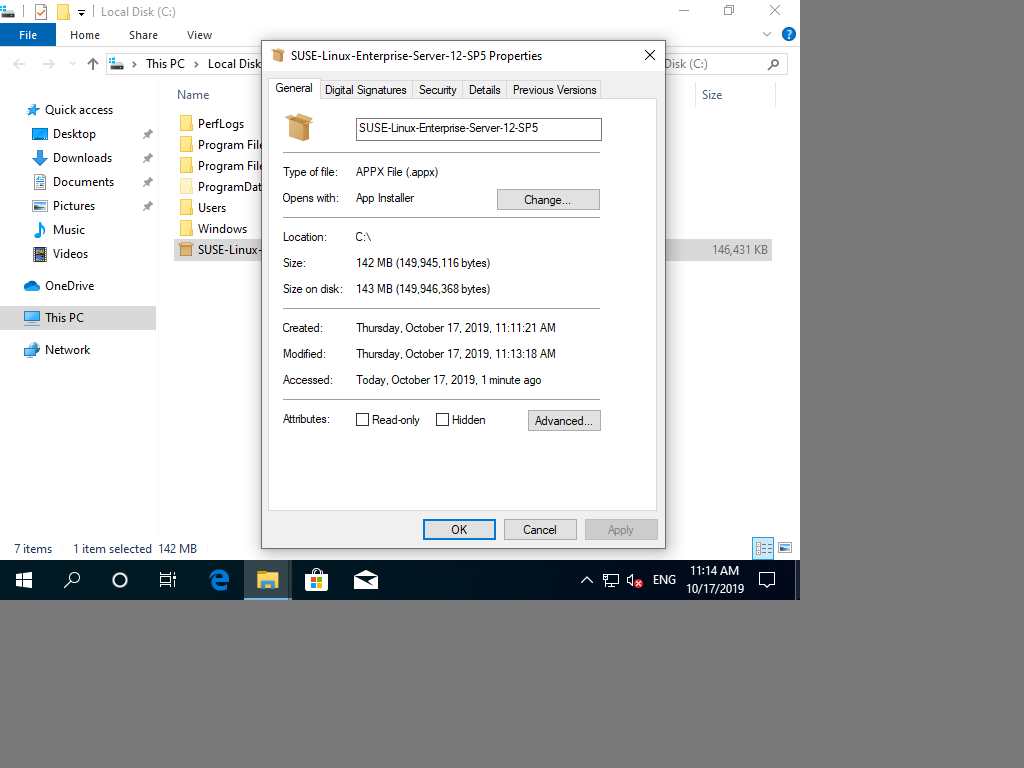 Local Disk (C:)
File Home Share View
This PC Local Disk Disk (C:)
SUSE-Linux-Enterprise-Server-12-SP5 Properties
General Digital Signatures Security Details Previous Versions
SUSE-Linux-Enterprise-Server-12-SP5
Type of file: APPX File (.appx)
Opens with: App Installer Change...
Location: C:\
Size: 142 MB (149,945,116 bytes)
Size on disk: 143 MB (149,946,368 bytes)
Created: Thursday, October 17, 2019, 11:11:21 AM
Modified: Thursday, October 17, 2019, 11:13:18 AM
Accessed: Today, October 17, 2019, 1 minute ago
Attributes: Read-only Hidden Advanced...
OK Cancel Apply
Quick access
Desktop
Downloads
Documents
Pictures
Music
Videos
OneDrive
This PC
Network
Name Size
PerfLogs
Program File
Program File
ProgramDat
Users
Windows
SUSE-Linux- 146,431 KB
7 items 1 item selected 142 MB
ENG 11:14 AM
10/17/2019